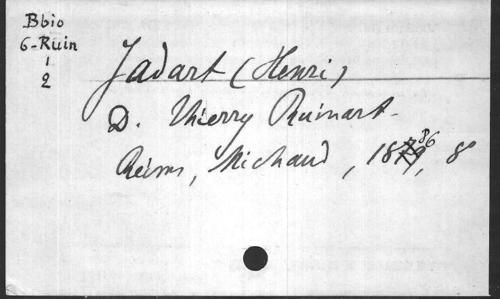 Bbio
6-Ruin
1
2
Jadart (Henri)
D. Thierry Ruinart.
Reims, Michaud, 1886, 8°